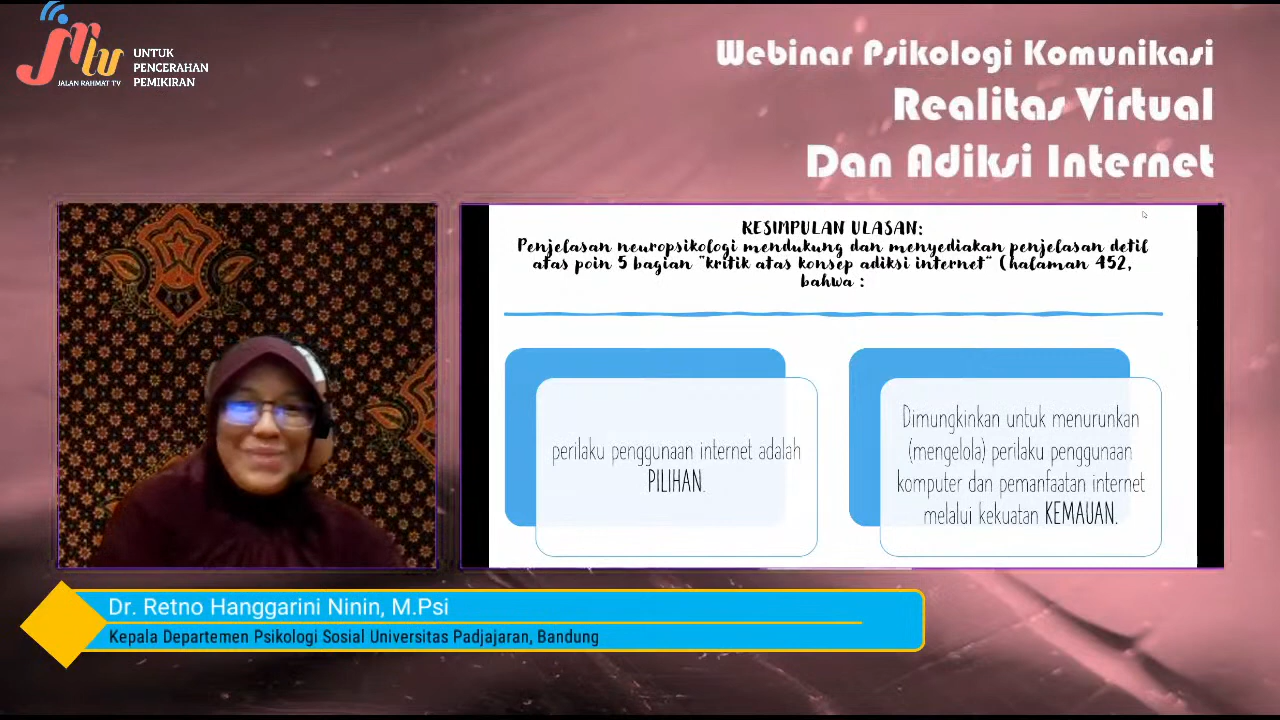 jrtv
JALAN RAHMAT TV
UNTUK
PENCERAHAN
PEMIKIRAN
Webinar Psikologi Komunikasi
Realitas Virtual
Dan Adiksi Internet
KESIMPULAN ULASAN:
Penjelasan neuropsikologi mendukung dan menyediakan penjelasan detil
atas poin 5 bagian "kritik atas konsep adiksi internet" (halaman 452,
bahwa :
perilaku penggunaan internet adalah
PILIHAN.
Dimungkinkan untuk menurunkan
(mengelola) perilaku penggunaan
komputer dan pemanfaatan internet
melalui kekuatan KEMAUAN.
Dr. Retno Hanggarini Ninin, M.Psi
Kepala Departemen Psikologi Sosial Universitas Padjajaran, Bandung